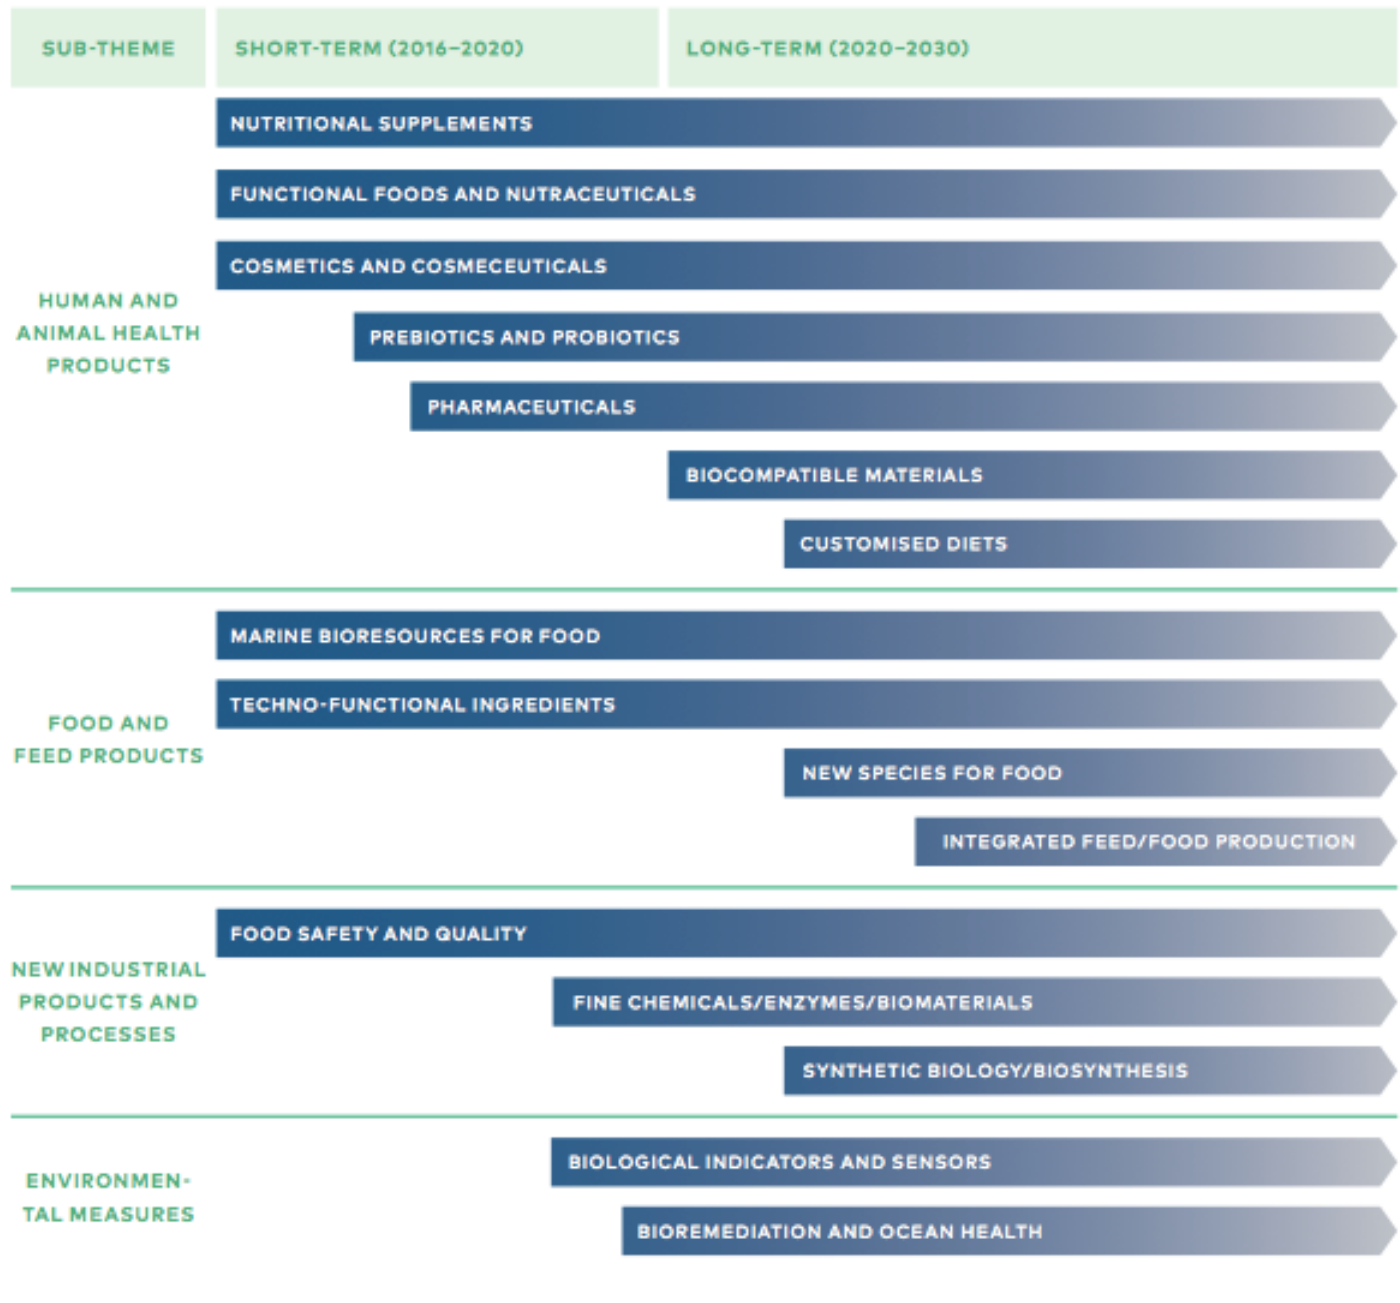 SUB-THEME
SHORT-TERM (2016–2020)
LONG-TERM (2020–2030)
HUMAN AND
ANIMAL HEALTH
PRODUCTS
NUTRITIONAL SUPPLEMENTS
FUNCTIONAL FOODS AND NUTRACEUTICALS
COSMETICS AND COSMECEUTICALS
PREBIOTICS AND PROBIOTICS
PHARMACEUTICALS
BIOCOMPATIBLE MATERIALS
CUSTOMISED DIETS
FOOD AND
FEED PRODUCTS
MARINE BIORESOURCES FOR FOOD
TECHNO-FUNCTIONAL INGREDIENTS
NEW SPECIES FOR FOOD
INTEGRATED FEED/FOOD PRODUCTION
NEW INDUSTRIAL
PRODUCTS AND
PROCESSES
FOOD SAFETY AND QUALITY
FINE CHEMICALS/ENZYMES/BIOMATERIALS
SYNTHETIC BIOLOGY/BIOSYNTHESIS
ENVIRONMEN-
TAL MEASURES
BIOLOGICAL INDICATORS AND SENSORS
BIOREMEDIATION AND OCEAN HEALTH